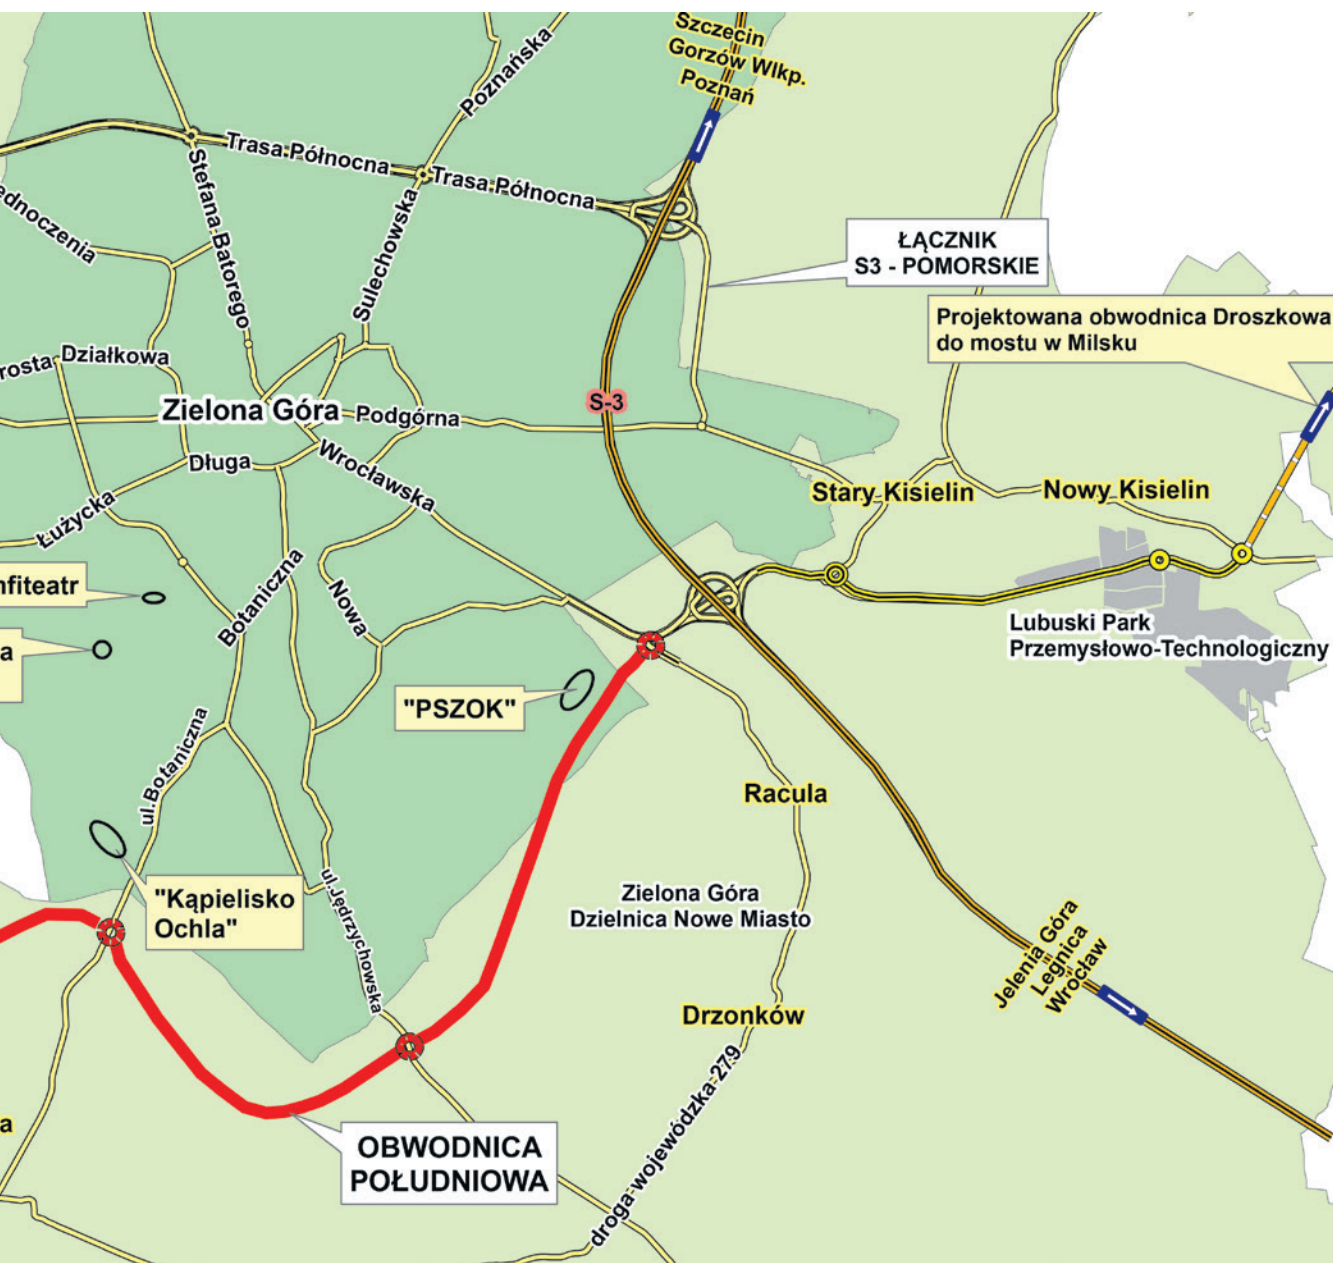 Szczecin
Gorzów Wlkp.
Poznań
Poznańska
Trasa Północna
Trasa Północna
Stefana Batorego
Sulechowska
ŁĄCZNIK
S3 - POMORSKIE
Projektowana obwodnica Droszkowa
do mostu w Milsku
Działkowa
S-3
Zielona Góra
Podgórna
Długa
Wrocławska
Stary Kisielin
Nowy Kisielin
Łużycka
Botaniczna
Nowa
Lubuski Park
Przemysłowo-Technologiczny
"PSZOK"
ul.Botaniczna
Racula
"Kąpielisko
Ochla"
ul.Jędrzychowska
Zielona Góra
Dzielnica Nowe Miasto
Jelenia Góra
Legnica
Wrocław
Drzonków
droga wojewódzka 279
OBWODNICA
POŁUDNIOWA